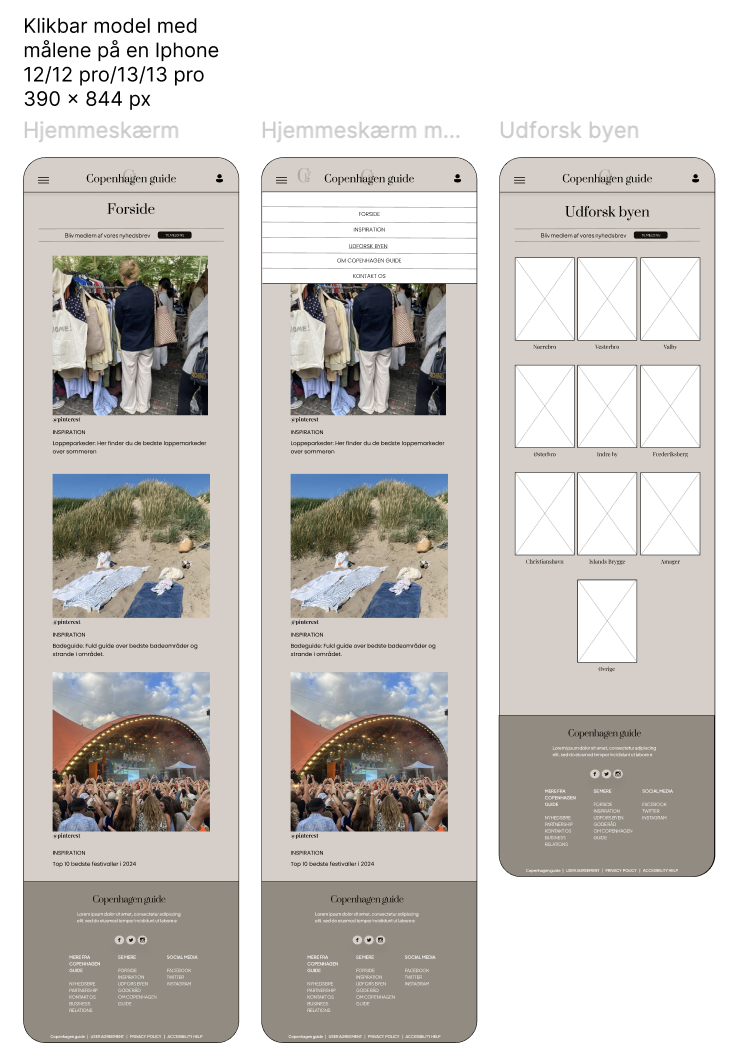 Klikbar model med
målene på en Iphone
12/12 pro/13/13 pro
390 x 844 px
Hjemmeskærm
Copenhagen guide
Forside
Bliv medlem af vores nyhedsbrev
TILMELD NU
@pinterest
INSPIRATION
Loppeparkeder: Her finder du de bedste loppemarkeder
over sommeren
@pinterest
INSPIRATION
Badeguide: Fuld guide over bedste badeområder og
strande i området.
@pinterest
INSPIRATION
Top 10 bedste festivaller i 2024
Copenhagen guide
Lorem ipsum dolor sit amet, consectetur adipiscing
elit, sed do eiusmod tempor incididunt ut labore e
MERE FRA
COPENHAGEN
GUIDE
NYHEDSBRE
PARTNERSHIP
KONTAKT OS
BUSINESS
RELATIONS
SE MERE
FORSIDE
INSPIRATION
UDFORS BYEN
GODE RÅD
OM COPENHAGEN
GUIDE
SOCIAL MEDIA
FACEBOOK
TWITTER
INSTAGRAM
Copenhagen guide | USER AGREEMENT | PRIVACY POLICY | ACCESIBILITY HELP
Hjemmeskærm m...
Copenhagen guide
FORSIDE
INSPIRATION
UDFORSK BYEN
OM COPENHAGEN GUIDE
KONTAKT OS
@pinterest
INSPIRATION
Loppeparkeder: Her finder du de bedste loppemarkeder
over sommeren
@pinterest
INSPIRATION
Badeguide: Fuld guide over bedste badeområder og
strande i området.
@pinterest
INSPIRATION
Top 10 bedste festivaller i 2024
Copenhagen guide
Lorem ipsum dolor sit amet, consectetur adipiscing
elit, sed do eiusmod tempor incididunt ut labore e
MERE FRA
COPENHAGEN
GUIDE
NYHEDSBRE
PARTNERSHIP
KONTAKT OS
BUSINESS
RELATIONS
SE MERE
FORSIDE
INSPIRATION
UDFORS BYEN
GODE RÅD
OM COPENHAGEN
GUIDE
SOCIAL MEDIA
FACEBOOK
TWITTER
INSTAGRAM
Copenhagen guide | USER AGREEMENT | PRIVACY POLICY | ACCESIBILITY HELP
Udforsk byen
Copenhagen guide
Udforsk byen
Bliv medlem af vores nyhedsbrev
TILMELD NU
Nørrebro
Vesterbro
Valby
Østerbro
Indre by
Frederiksberg
Christianshavn
Islands Brygge
Amager
Øvrige
Copenhagen guide
Lorem ipsum dolor sit amet, consectetur adipiscing
elit, sed do eiusmod tempor incididunt ut labore e
MERE FRA
COPENHAGEN
GUIDE
NYHEDSBRE
PARTNERSHIP
KONTAKT OS
BUSINESS
RELATIONS
SE MERE
FORSIDE
INSPIRATION
UDFORS BYEN
GODE RÅD
OM COPENHAGEN
GUIDE
SOCIAL MEDIA
FACEBOOK
TWITTER
INSTAGRAM
Copenhagen guide | USER AGREEMENT | PRIVACY POLICY | ACCESIBILITY HELP